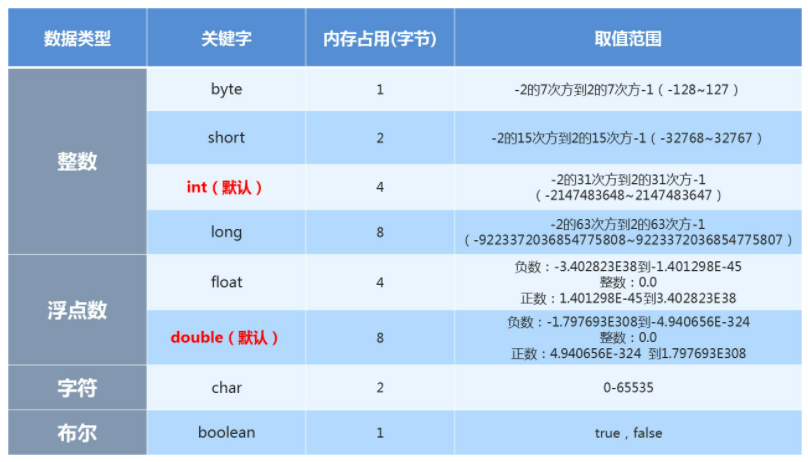 数据类型 关键字 内存占用(字节) 取值范围
整数 byte 1 -2的7次方到2的7次方-1（-128~127）
short 2 -2的15次方到2的15次方-1（-32768~32767）
int（默认） 4 -2的31次方到2的31次方-1
（-2147483648~2147483647）
long 8 -2的63次方到2的63次方-1
（-9223372036854775808~9223372036854775807）
浮点数 float 4 负数：-3.402823E38到-1.401298E-45
整数：0.0
正数：1.401298E-45到3.402823E38
double（默认） 8 负数：-1.797693E308到-4.940656E-324
整数：0.0
正数：4.940656E-324 到1.797693E308
字符 char 2 0-65535
布尔 boolean 1 true，false